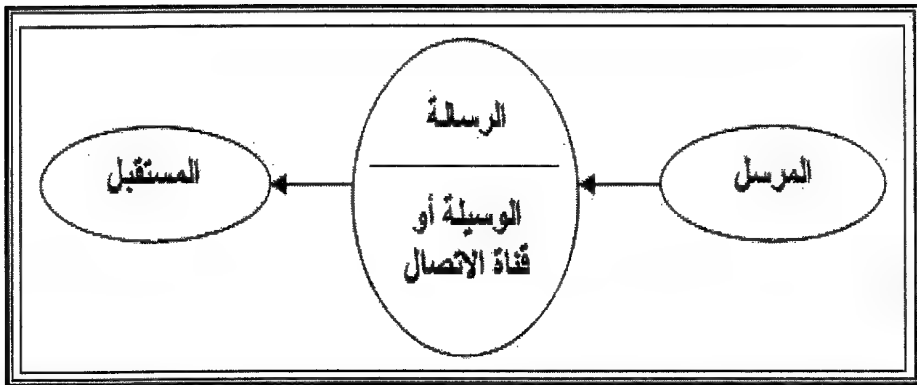 المرسل
الرسالة
الوسيلة أو
قناة الاتصال
المستقبل